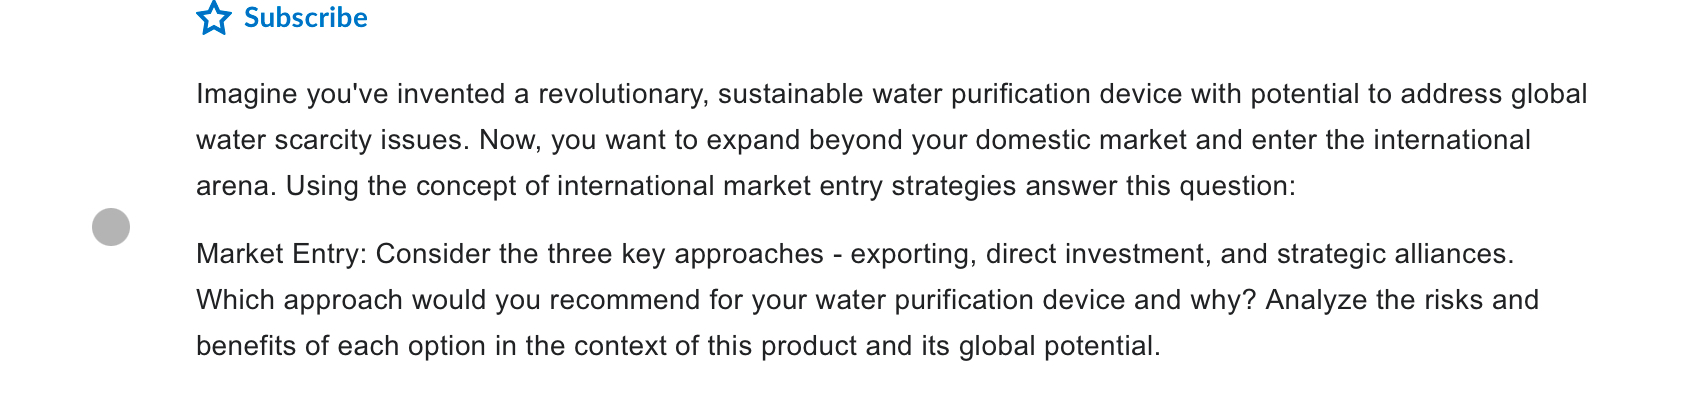 Subscribe
Imagine you've invented a revolutionary, sustainable water purification device with potential to address global
water scarcity issues. Now, you want to expand beyond your domestic market and enter the international
arena. Using the concept of international market entry strategies answer this question:
Market Entry: Consider the three key approaches - exporting, direct investment, and strategic alliances.
Which approach would you recommend for your water purification device and why? Analyze the risks and
benefits of each option in the context of this product and its global potential.